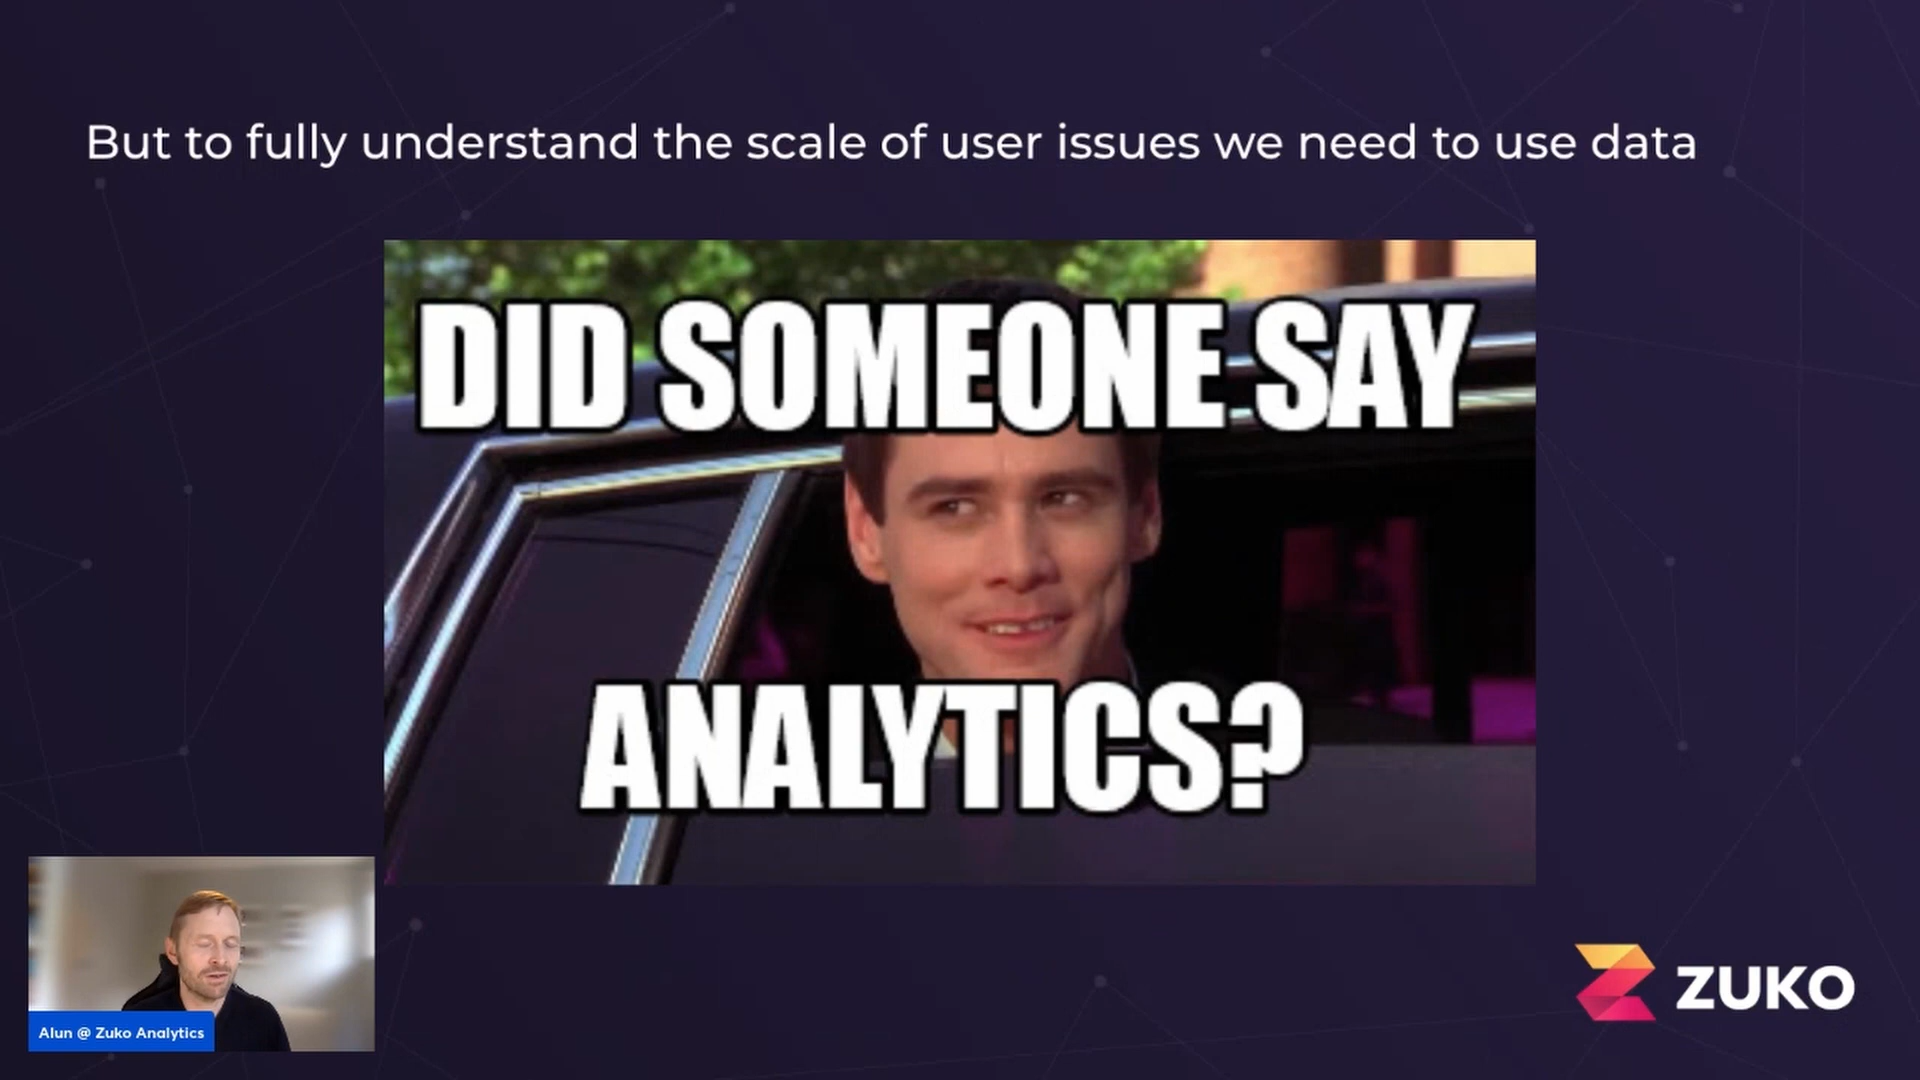 But to fully understand the scale of user issues we need to use data
DID SOMEONE SAY
ANALYTICS?
Alun @ Zuko Analytics
ZUKO